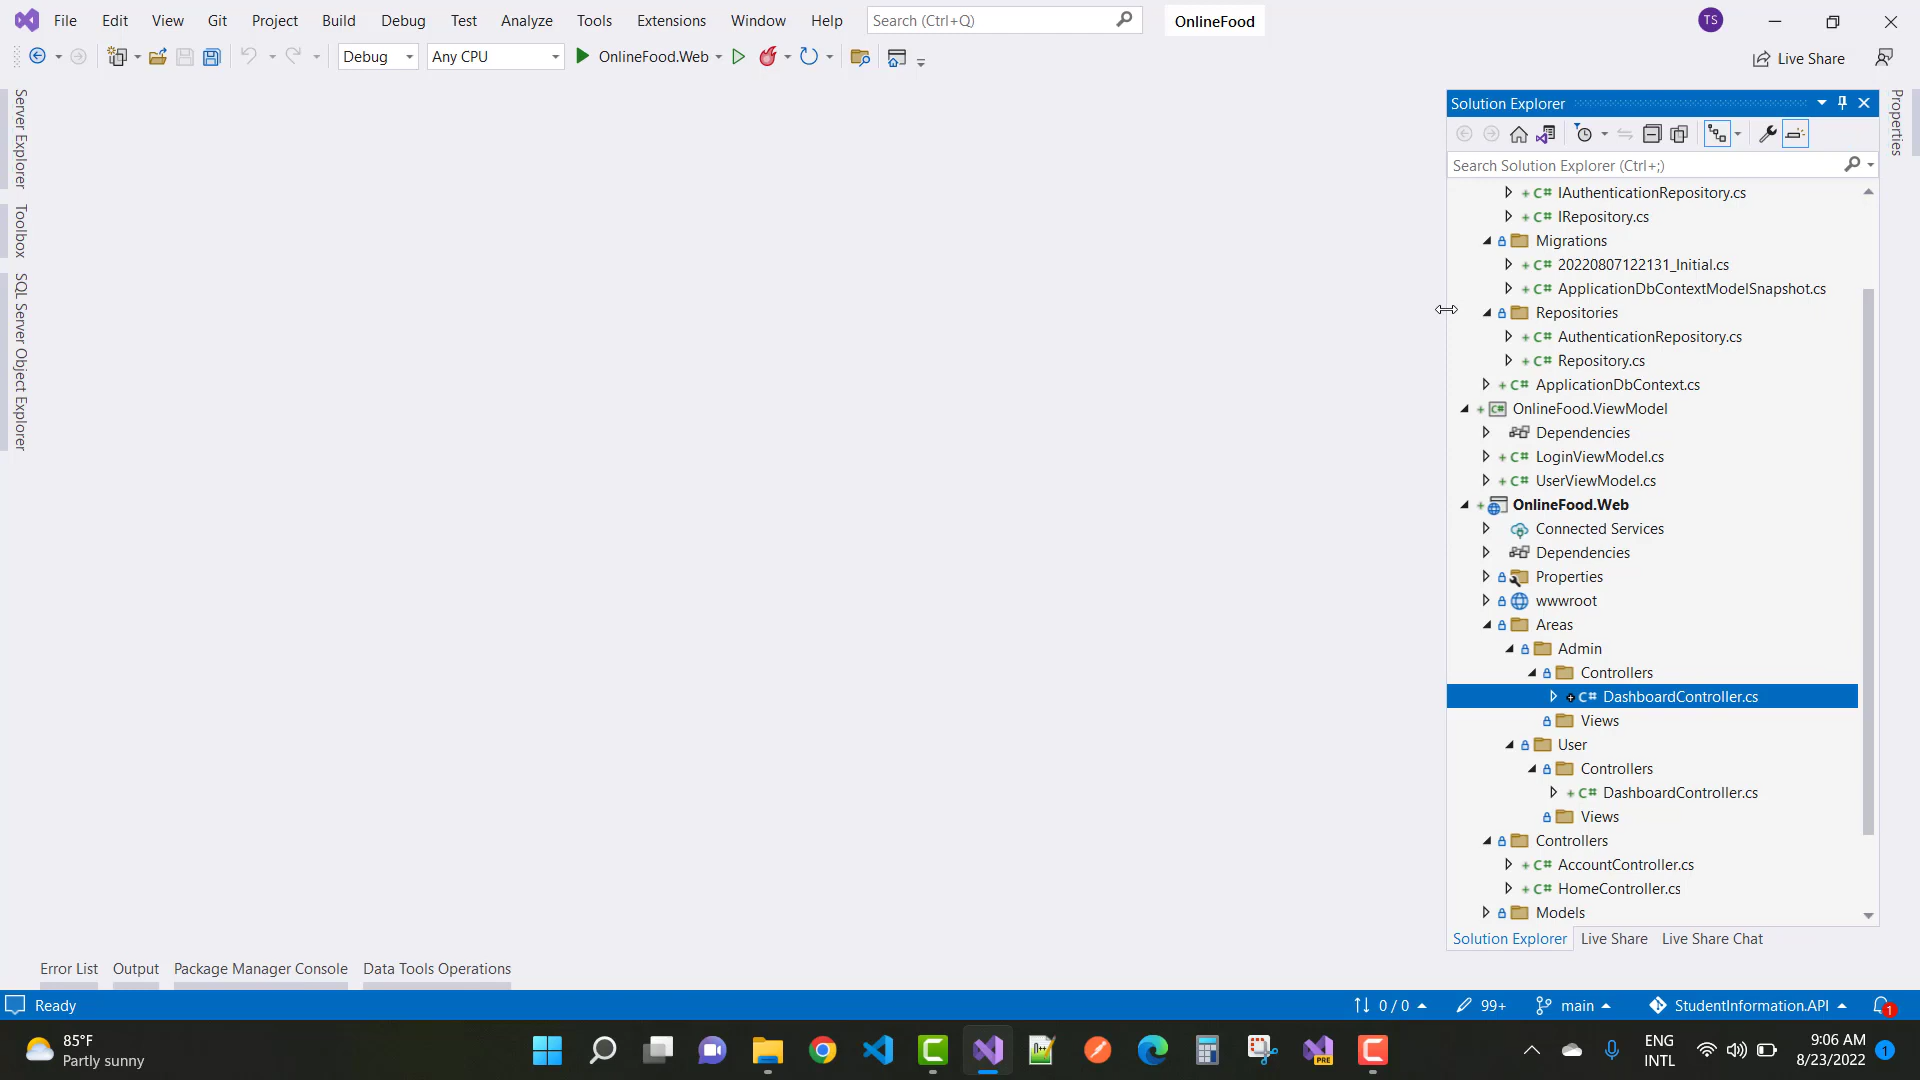 File Edit View Git Project Build Debug Test Analyze Tools Extensions Window Help Search (Ctrl+Q) OnlineFood TS
Debug Any CPU OnlineFood.Web Live Share
Server Explorer
Toolbox
SQL Server Object Explorer
Solution Explorer
Properties
Search Solution Explorer (Ctrl+;)
C# IAuthenticationRepository.cs
C# IRepository.cs
Migrations
C# 20220807122131_Initial.cs
C# ApplicationDbContextModelSnapshot.cs
Repositories
C# AuthenticationRepository.cs
C# Repository.cs
C# ApplicationDbContext.cs
C# OnlineFood.ViewModel
Dependencies
C# LoginViewModel.cs
C# UserViewModel.cs
OnlineFood.Web
Connected Services
Dependencies
Properties
wwwroot
Areas
Admin
Controllers
C# DashboardController.cs
Views
User
Controllers
C# DashboardController.cs
Views
Controllers
C# AccountController.cs
C# HomeController.cs
Models
Solution Explorer Live Share Live Share Chat
Error List Output Package Manager Console Data Tools Operations
Ready 0 / 0 99+ main StudentInformation.API 1
85°F
Partly sunny
PRE
ENG
INTL
9:06 AM
8/23/2022
1